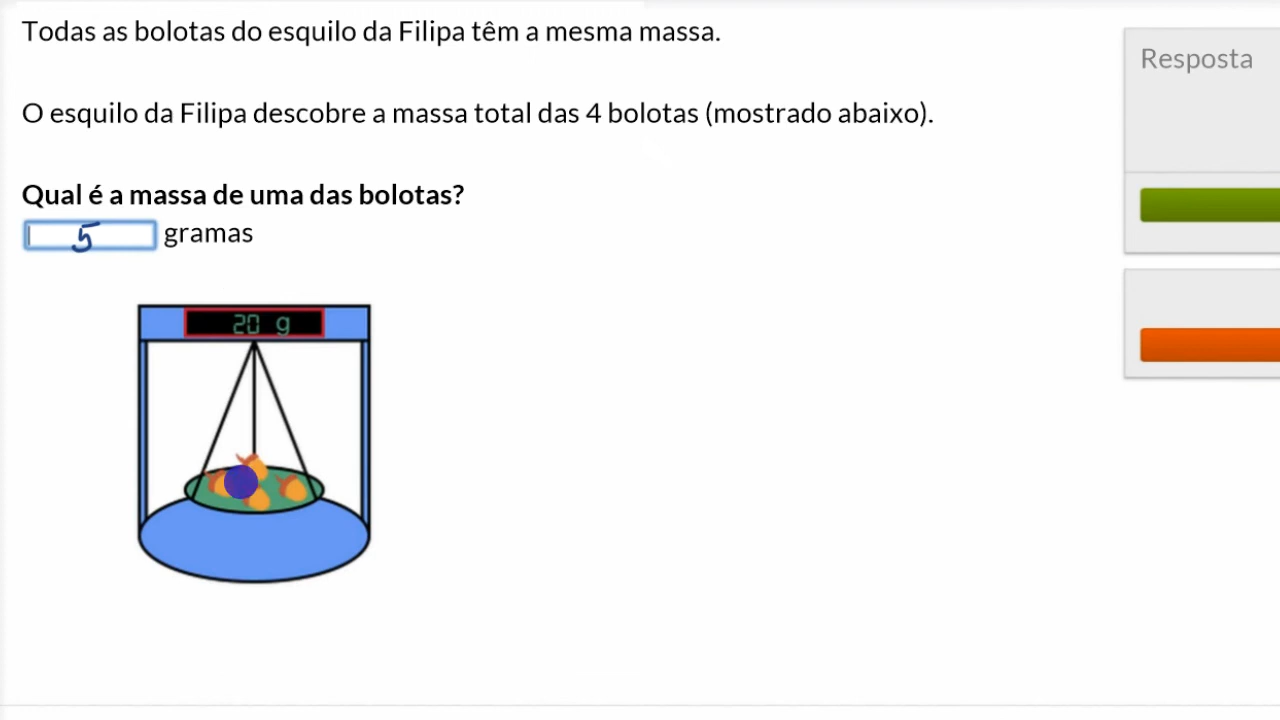 Todas as bolotas do esquilo da Filipa têm a mesma massa.
O esquilo da Filipa descobre a massa total das 4 bolotas (mostrado abaixo).
Qual é a massa de uma das bolotas?
5 gramas
20 g
Resposta